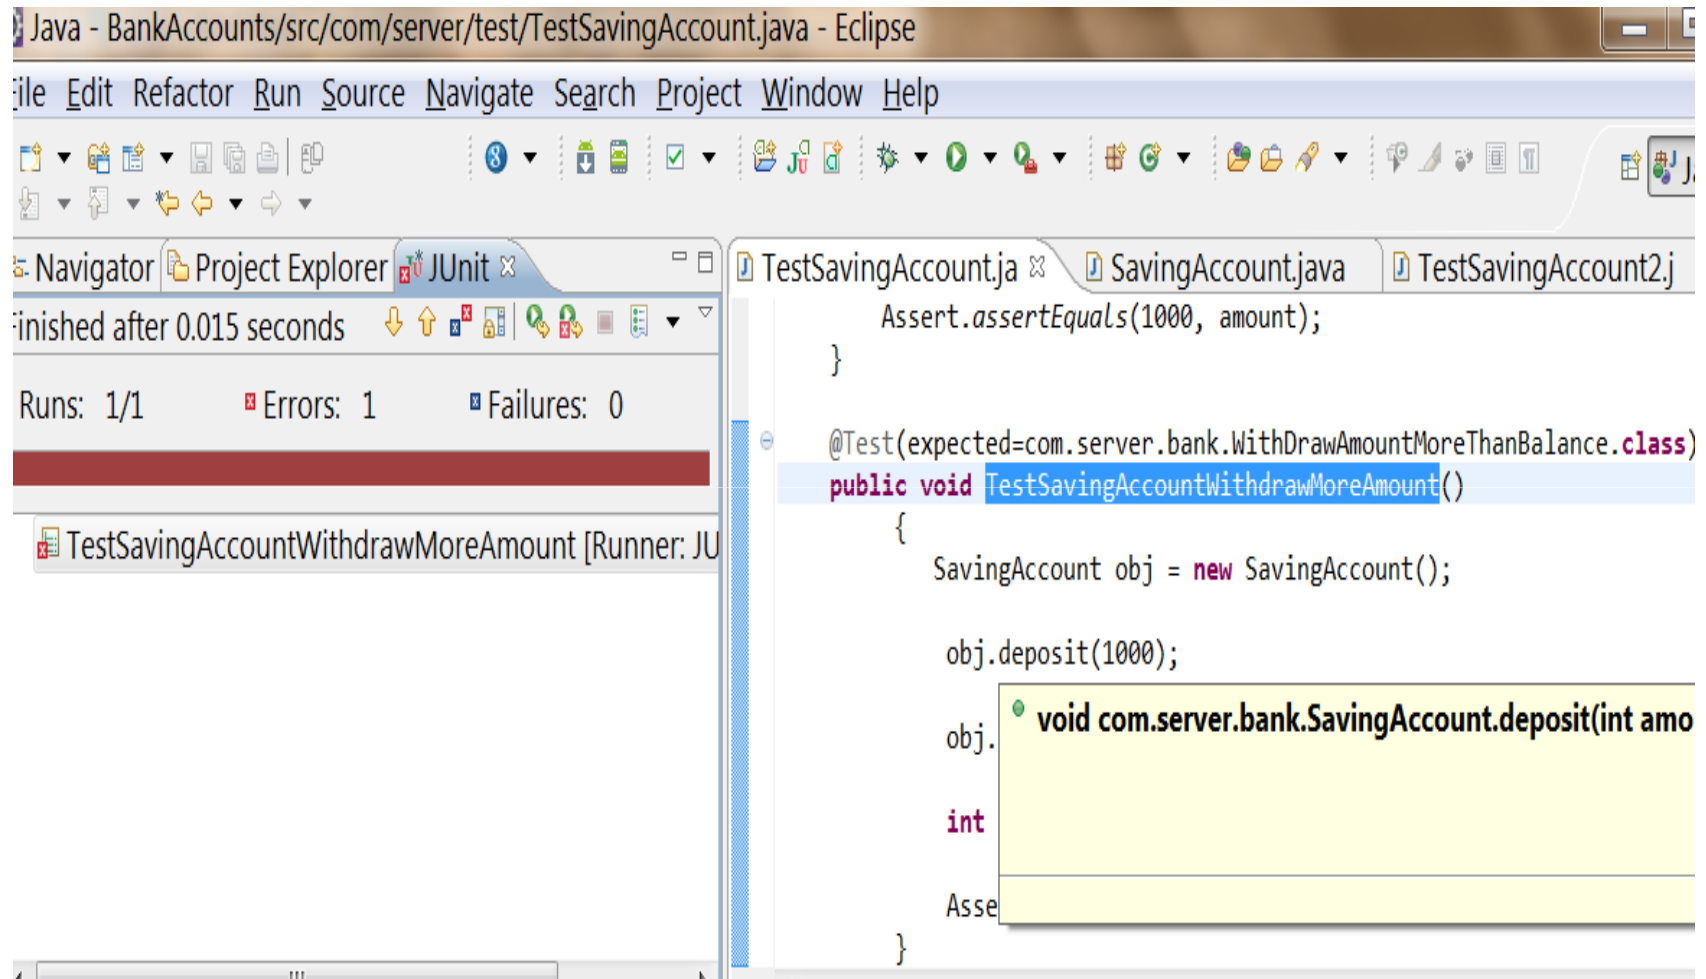 Java - BankAccounts/src/com/server/test/TestSavingAccount.java - Eclipse
File Edit Refactor Run Source Navigate Search Project Window Help
Navigator Project Explorer JUnit
Finished after 0.015 seconds
Runs: 1/1 Errors: 1 Failures: 0
TestSavingAccountWithdrawMoreAmount [Runner: JU
TestSavingAccount.ja SavingAccount.java TestSavingAccount2.j
Assert.assertEquals(1000, amount);
}
@Test(expected=com.server.bank.WithDrawAmountMoreThanBalance.class)
public void TestSavingAccountWithdrawMoreAmount()
{
SavingAccount obj = new SavingAccount();
obj.deposit(1000);
void com.server.bank.SavingAccount.deposit(int amo
obj.
int
Asse
}